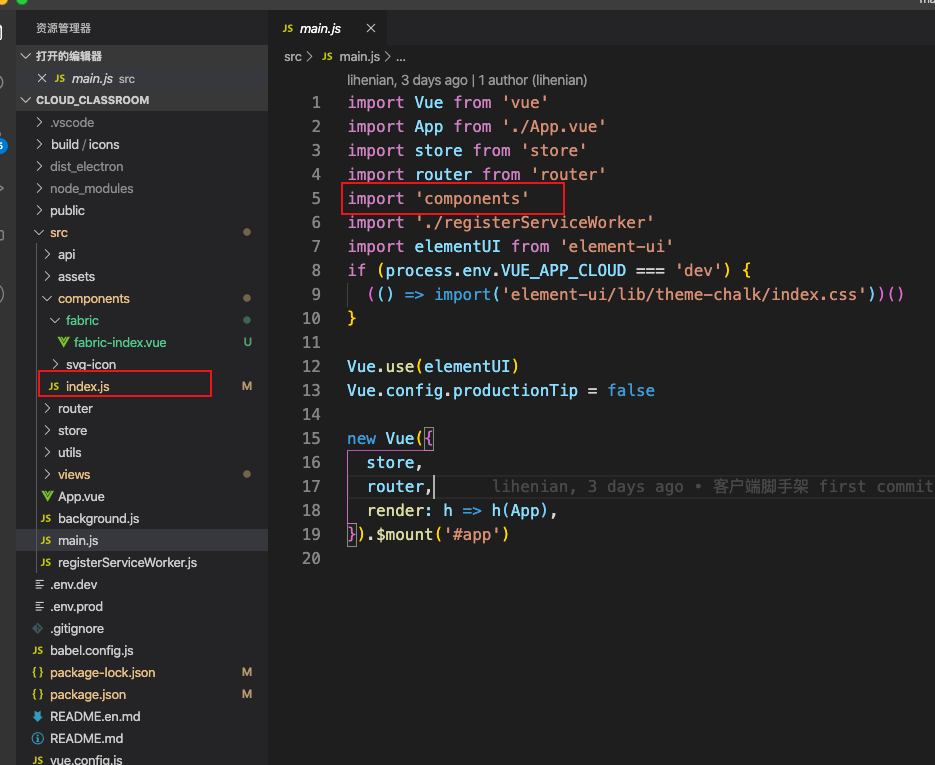 ma
资源管理器
打开的编辑器
JS main.js src
CLOUD_CLASSROOM
.vscode
build / icons
dist_electron
node_modules
public
src
api
assets
components
fabric
fabric-index.vue U
svg-icon
JS index.js M
router
store
utils
views
App.vue
JS background.js
JS main.js
JS registerServiceWorker.js
.env.dev
.env.prod
.gitignore
JS babel.config.js
{} package-lock.json M
{} package.json M
README.en.md
README.md
JS vue.config.js
JS main.js
src > JS main.js > ...
lihenian, 3 days ago | 1 author (lihenian)
1 import Vue from 'vue'
2 import App from './App.vue'
3 import store from 'store'
4 import router from 'router'
5 import 'components'
6 import './registerServiceWorker'
7 import elementUI from 'element-ui'
8 if (process.env.VUE_APP_CLOUD === 'dev') {
9 (() => import('element-ui/lib/theme-chalk/index.css'))()
10 }
11
12 Vue.use(elementUI)
13 Vue.config.productionTip = false
14
15 new Vue({
16 store,
17 router, lihenian, 3 days ago • 客户端脚手架 first commit
18 render: h => h(App),
19 }).$mount('#app')
20